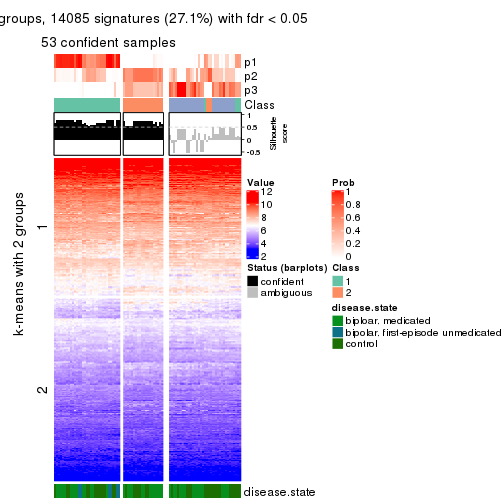 groups, 14085 signatures (27.1%) with fdr < 0.05
53 confident samples
p1
p2
p3
Class
1
0.5
0
-0.5
Silhouette
score
k-means with 2 groups
1
2
Value
12
10
8
6
4
2
Prob
1
0.8
0.6
0.4
0.2
0
Status (barplots)
confident
ambiguous
Class
1
2
disease.state
biploar. medicated
bipolar. first-episode unmedicated
control
disease.state